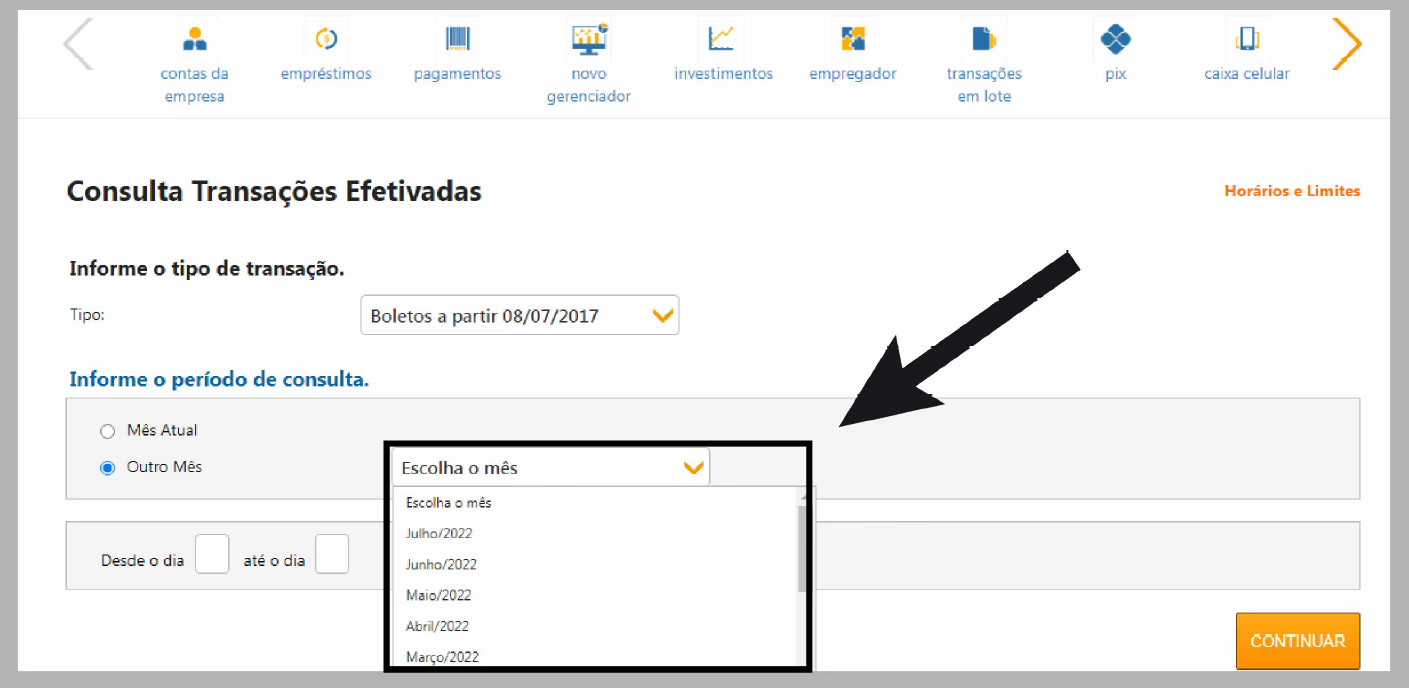 contas da
empresa
empréstimos
pagamentos
novo
gerenciador
investimentos
empregador
transações
em lote
pix
caixa celular
Consulta Transações Efetivadas
Horários e Limites
Informe o tipo de transação.
Tipo:
Boletos a partir 08/07/2017
Informe o período de consulta.
Mês Atual
Outro Mês
Escolha o mês
Escolha o mês
Julho/2022
Junho/2022
Maio/2022
Abril/2022
Março/2022
Desde o dia
até o dia
CONTINUAR